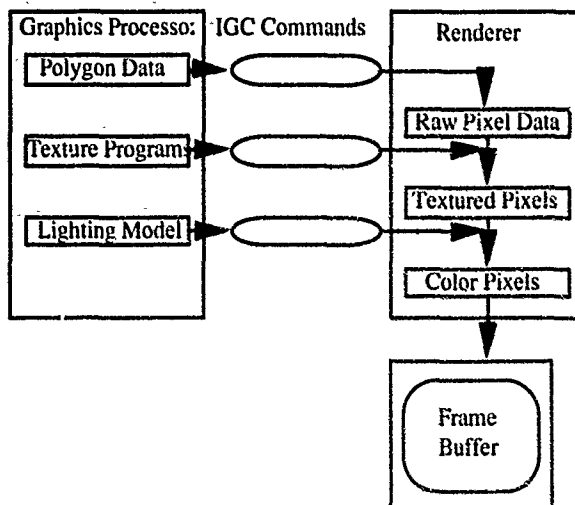 Graphics Processo:
IGC Commands
Renderer
Polygon Data
Raw Pixel Data
Texture Program
Textured Pixels
Lighting Model
Color Pixels
Frame
Buffer